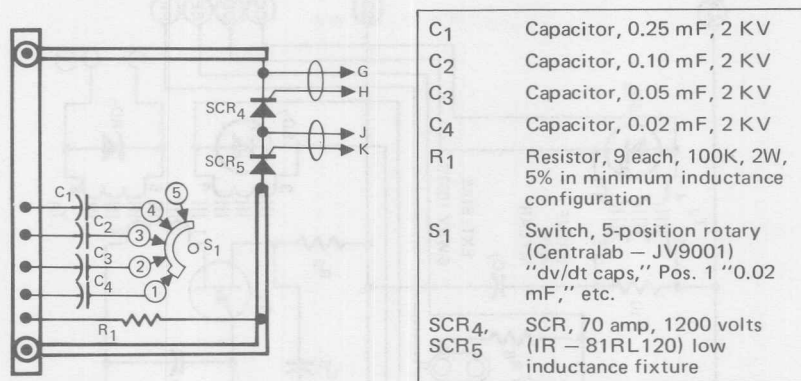 G
H
SCR4
J
K
SCR5
C1
5
4
C2
3
S1
C3
2
C4
1
R1
C1 Capacitor, 0.25 mF, 2 KV
C2 Capacitor, 0.10 mF, 2 KV
C3 Capacitor, 0.05 mF, 2 KV
C4 Capacitor, 0.02 mF, 2 KV
R1 Resistor, 9 each, 100K, 2W,
5% in minimum inductance
configuration
S1 Switch, 5-position rotary
(Centralab – JV9001)
"dv/dt caps," Pos. 1 "0.02
mF," etc.
SCR4, SCR, 70 amp, 1200 volts
SCR5 (IR – 81RL120) low
inductance fixture